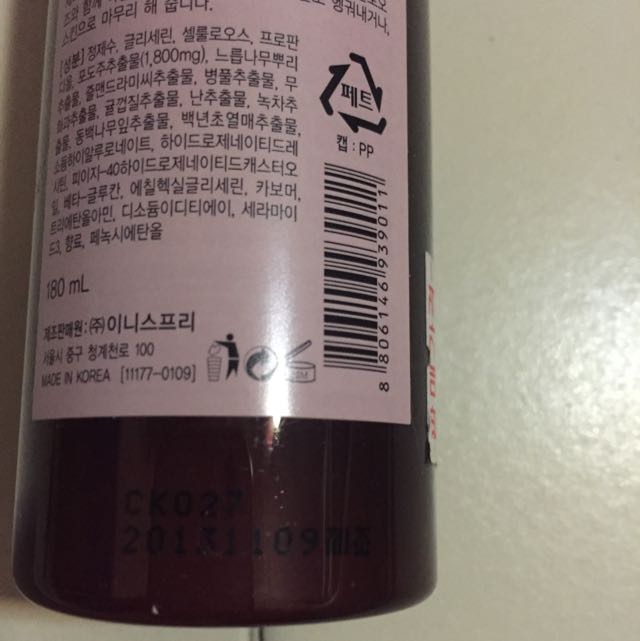 스킨으로 마무리 해 줍니다.
[성분] 정제수, 글리세린, 셀룰로오스, 프로판
디올, 포도주추출물(1,800mg), 느릅나무뿌리
추출물, 줄맨드라미씨추출물, 병풀추출물, 무
화과추출물, 귤껍질추출물, 난추출물, 녹차추
출물, 동백나무잎추출물, 백년초열매추출물,
소듐하이알루로네이트, 하이드로제네이티드레
시틴, 피이지-40하이드로제네이티드캐스터오
일, 베타-글루칸, 에칠헥실글리세린, 카보머,
트리에탄올아민, 디소듐이디티에이, 세라마이
드3, 향료, 페녹시에탄올
페트
캡 : PP
180 mL
제조판매원 : (주)이니스프리
서울시 중구 청계천로 100
MADE IN KOREA [11177-0109]
8 806146 939011
CK027
20131109제조